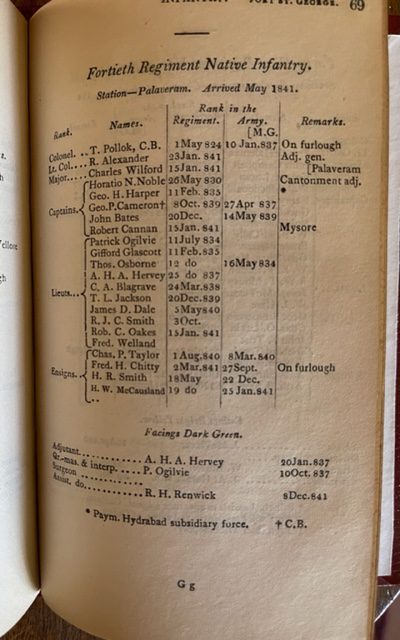 INFANTRY. FORT ST. GEORGE. 69
Fortieth Regiment Native Infantry.
Station—Palaveram. Arrived May 1841.
Rank in the
Rank. Names. Regiment. Army. Remarks.
[M.G.
Colonel... T. Pollok, C.B. 1May 824 10 Jan.837 On furlough
Lt. Col.... R. Alexander 23Jan. 841 Adj. gen.
Major..... Charles Wilford 15Jan. 841 [Palaveram
Captains. Horatio N.Noble 26May 830 Cantonment adj.
Geo. H. Harper 11Feb. 835 *
Geo.P.Cameron† 8Oct. 839 27Apr 837
John Bates 20Dec. 14May 839
Robert Cannan 15Jan. 841 Mysore
Lieuts... Patrick Ogilvie 11July 834
Gifford Glascott 11Feb.835
Thos. Osborne 12 do 16May834
A. H. A. Hervey 25 do 837
C. A. Blagrave 24Mar.838
T. L. Jackson 20Dec.839
James D. Dale 5May840
R. J. C. Smith 3Oct.
Rob. C. Oakes 15Jan. 841
Fred. Welland
Ensigns. Chas. P. Taylor 1Aug.840 8Mar.840
Fred. H. Chitty 2Mar.841 27Sept. On furlough
H. R. Smith 18May 22 Dec.
H. W. McCausland 19 do 25Jan.841
..
Facings Dark Green.
Adjutant............ A. H. A. Hervey 20Jan.837
Qr.-mas. & interp..... P. Ogilvie 10Oct. 837
Surgeon ............
Assist. do........... R. H. Renwick 8Dec.841
* Paym. Hydrabad subsidiary force. † C.B.
G g